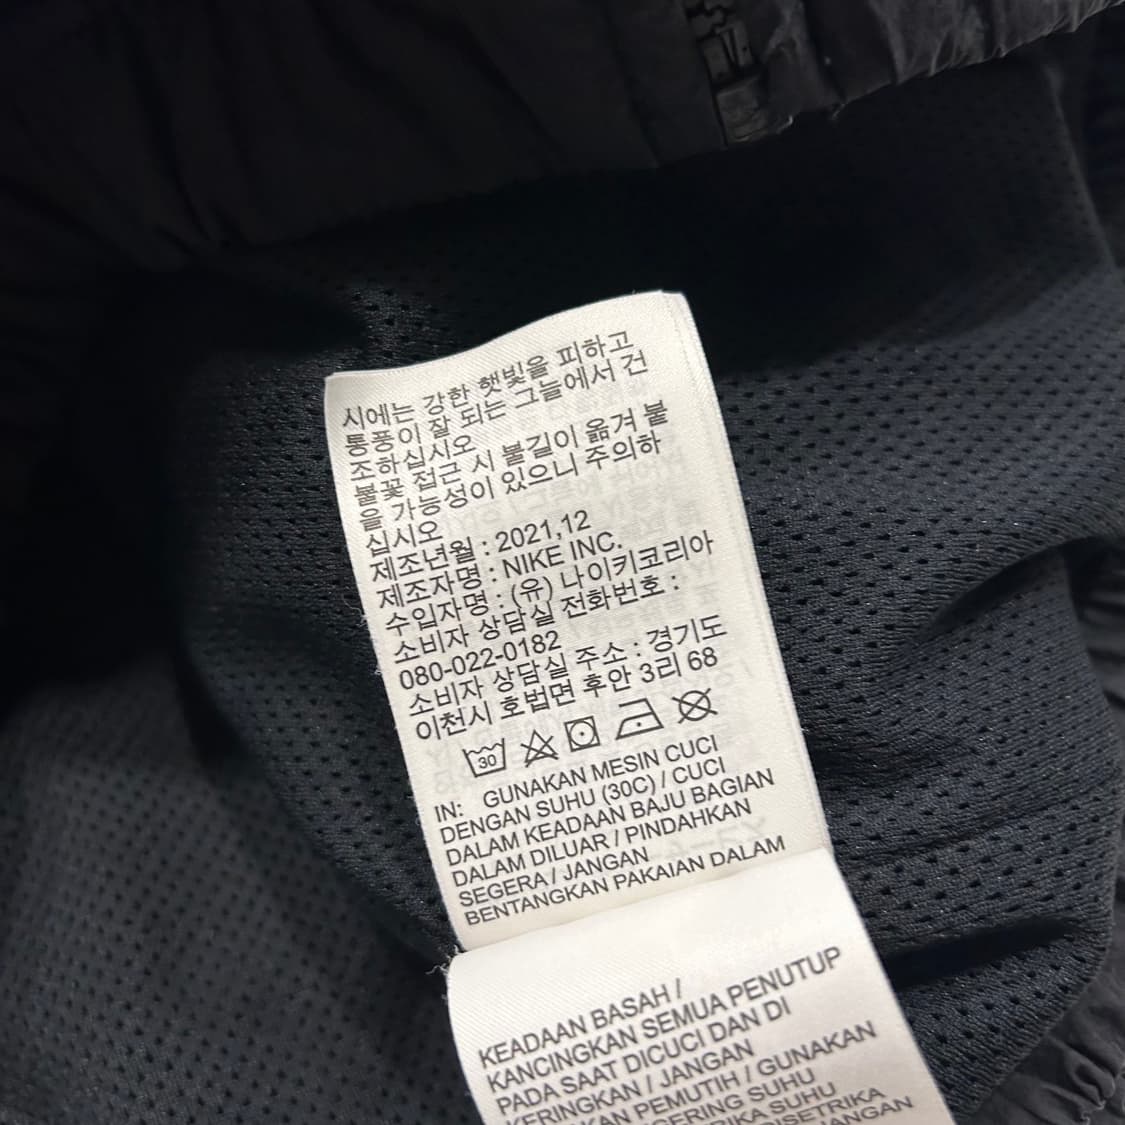 시에는 강한 햇빛을 피하고
통풍이 잘 되는 그늘에서 건
조하십시오
불꽃 접근 시 불길이 옮겨 붙
을 가능성이 있으니 주의하
십시오
제조년월 : 2021,12
제조자명 : NIKE INC.
수입자명 : (유) 나이키코리아
소비자 상담실 전화번호 :
080-022-0182
소비자 상담실 주소 : 경기도
이천시 호법면 후안 3리 68
30
IN: GUNAKAN MESIN CUCI
DENGAN SUHU (30C) / CUCI
DALAM KEADAAN BAJU BAGIAN
DALAM DILUAR / PINDAHKAN
SEGERA / JANGAN
BENTANGKAN PAKAIAN DALAM
KEADAAN BASAH /
KANCINGKAN SEMUA PENUTUP
PADA SAAT DICUCI DAN DI
KERINGKAN / JANGAN
PEMUTIH / GUNAKAN
SUHU